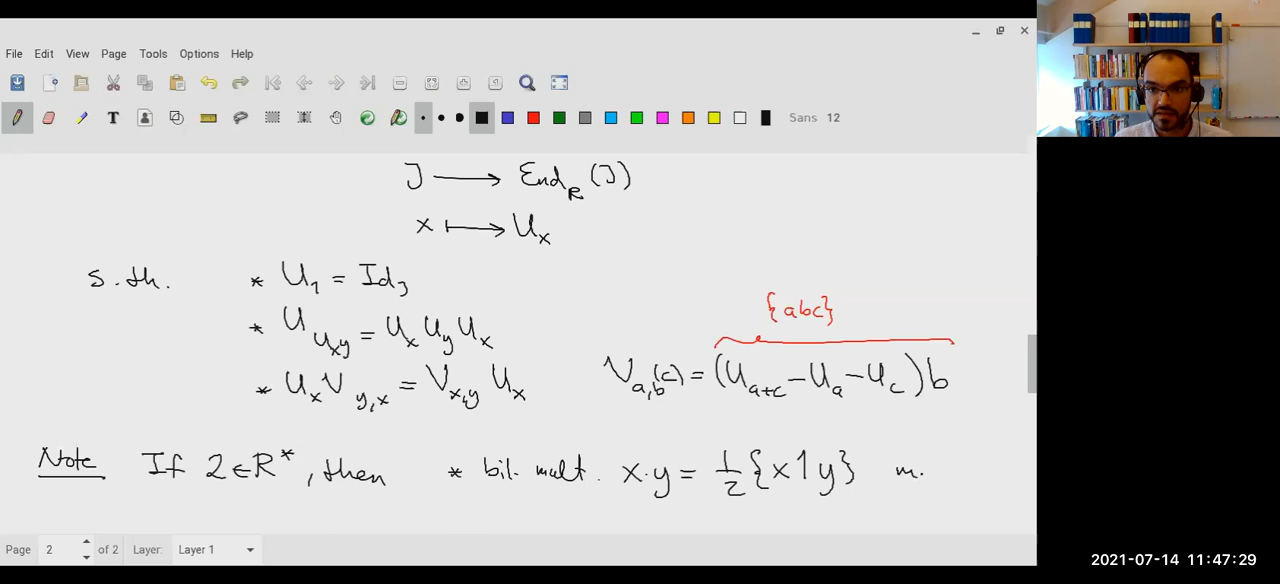 File Edit View Page Tools Options Help
Sans 12
J → End_R (J)
x ↦ U_x
s.th. * U_1 = Id_J
* U_{U_x y} = U_x U_y U_x
{abc}
* U_x V_{y,x} = V_{x,y} U_x
V_{a,b}(c) = (U_{a+c} - U_a - U_c) b
Note If 2 ∈ R^*, then * bil. mult. x·y = 1/2 {x 1 y} m.
Page 2 of 2 Layer: Layer 1
2021-07-14 11:47:29